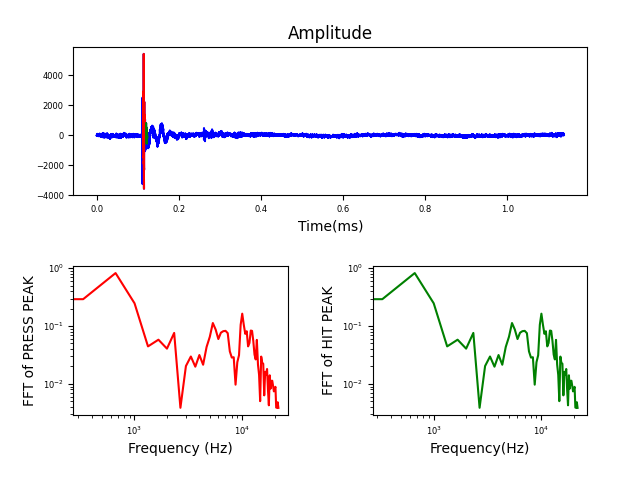 Amplitude
4000
2000
0
−2000
−4000
0.0 0.2 0.4 0.6 0.8 1.0
Time(ms)
FFT of PRESS PEAK
10⁰
10⁻¹
10⁻²
10³ 10⁴
Frequency (Hz)
FFT of HIT PEAK
10⁰
10⁻¹
10⁻²
10³ 10⁴
Frequency(Hz)